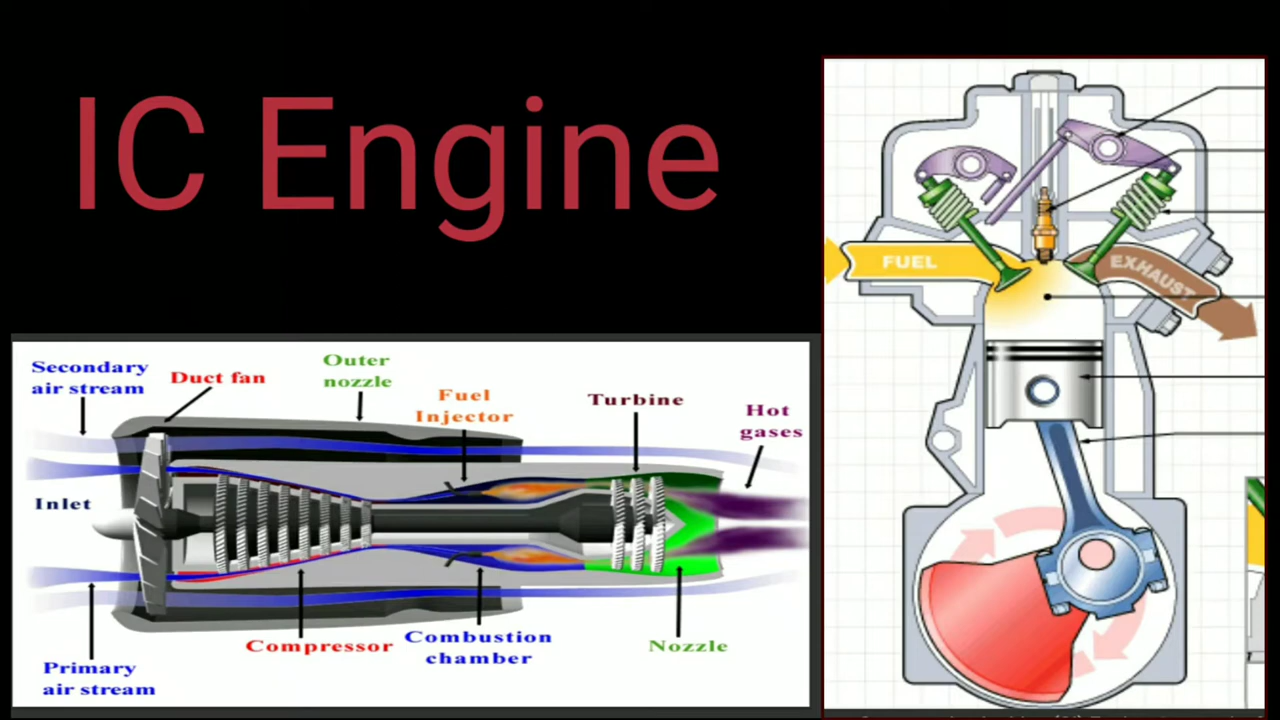 IC Engine
Secondary
air stream
Duct fan
Outer
nozzle
Fuel
Injector
Turbine
Hot
gases
Inlet
Primary
air stream
Compressor
Combustion
chamber
Nozzle
FUEL
EXHAUST